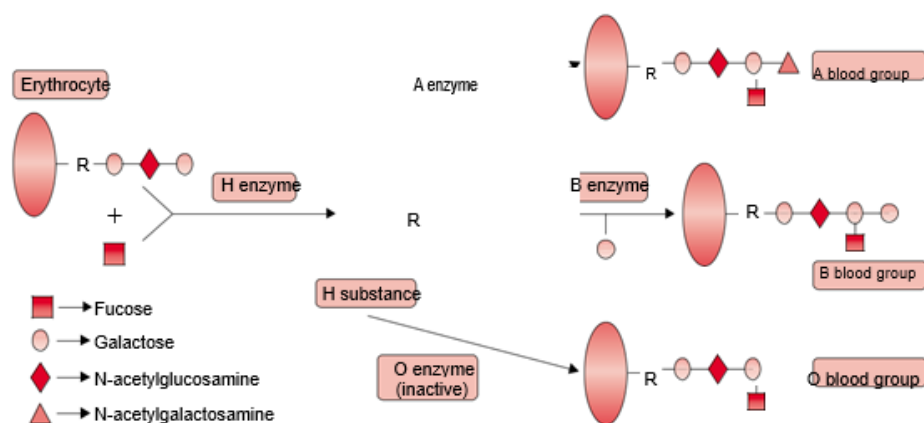 Erythrocyte
A enzyme
R
A blood group
R
+
H enzyme
R
B enzyme
R
B blood group
H substance
O enzyme
(inactive)
R
O blood group
Fucose
Galactose
N-acetylglucosamine
N-acetylgalactosamine